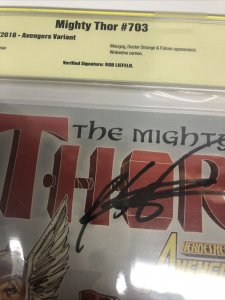 Mighty Thor #703
/2018 - Avengers Variant
Mangog, Doctor Strange & Falcon appearance.
Wolverine cameo.
Verified Signature: ROB LIEFELD.
THE MIGHTY
THOR
AVENGE